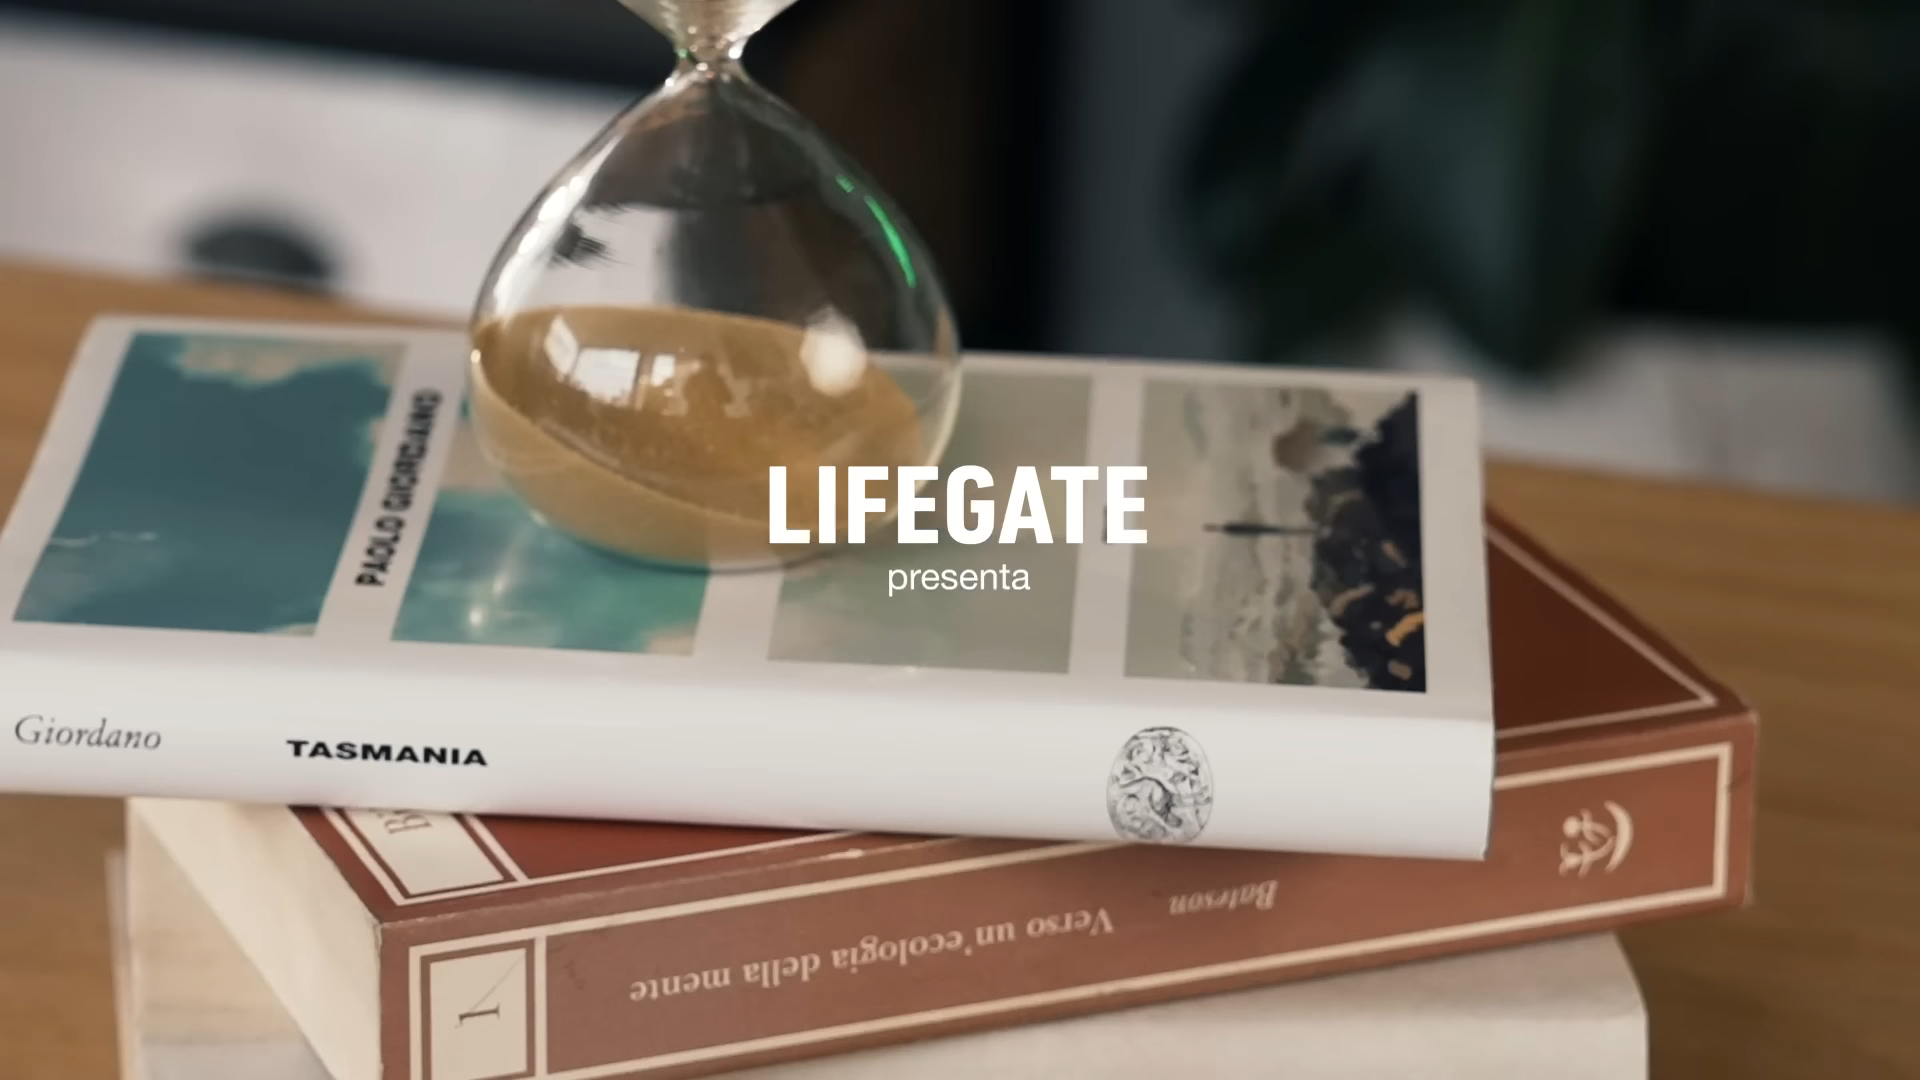 LIFEGATE
presenta
PAOLO GIORDANO
Giordano TASMANIA
Verso un'ecologia della mente Bateson
1